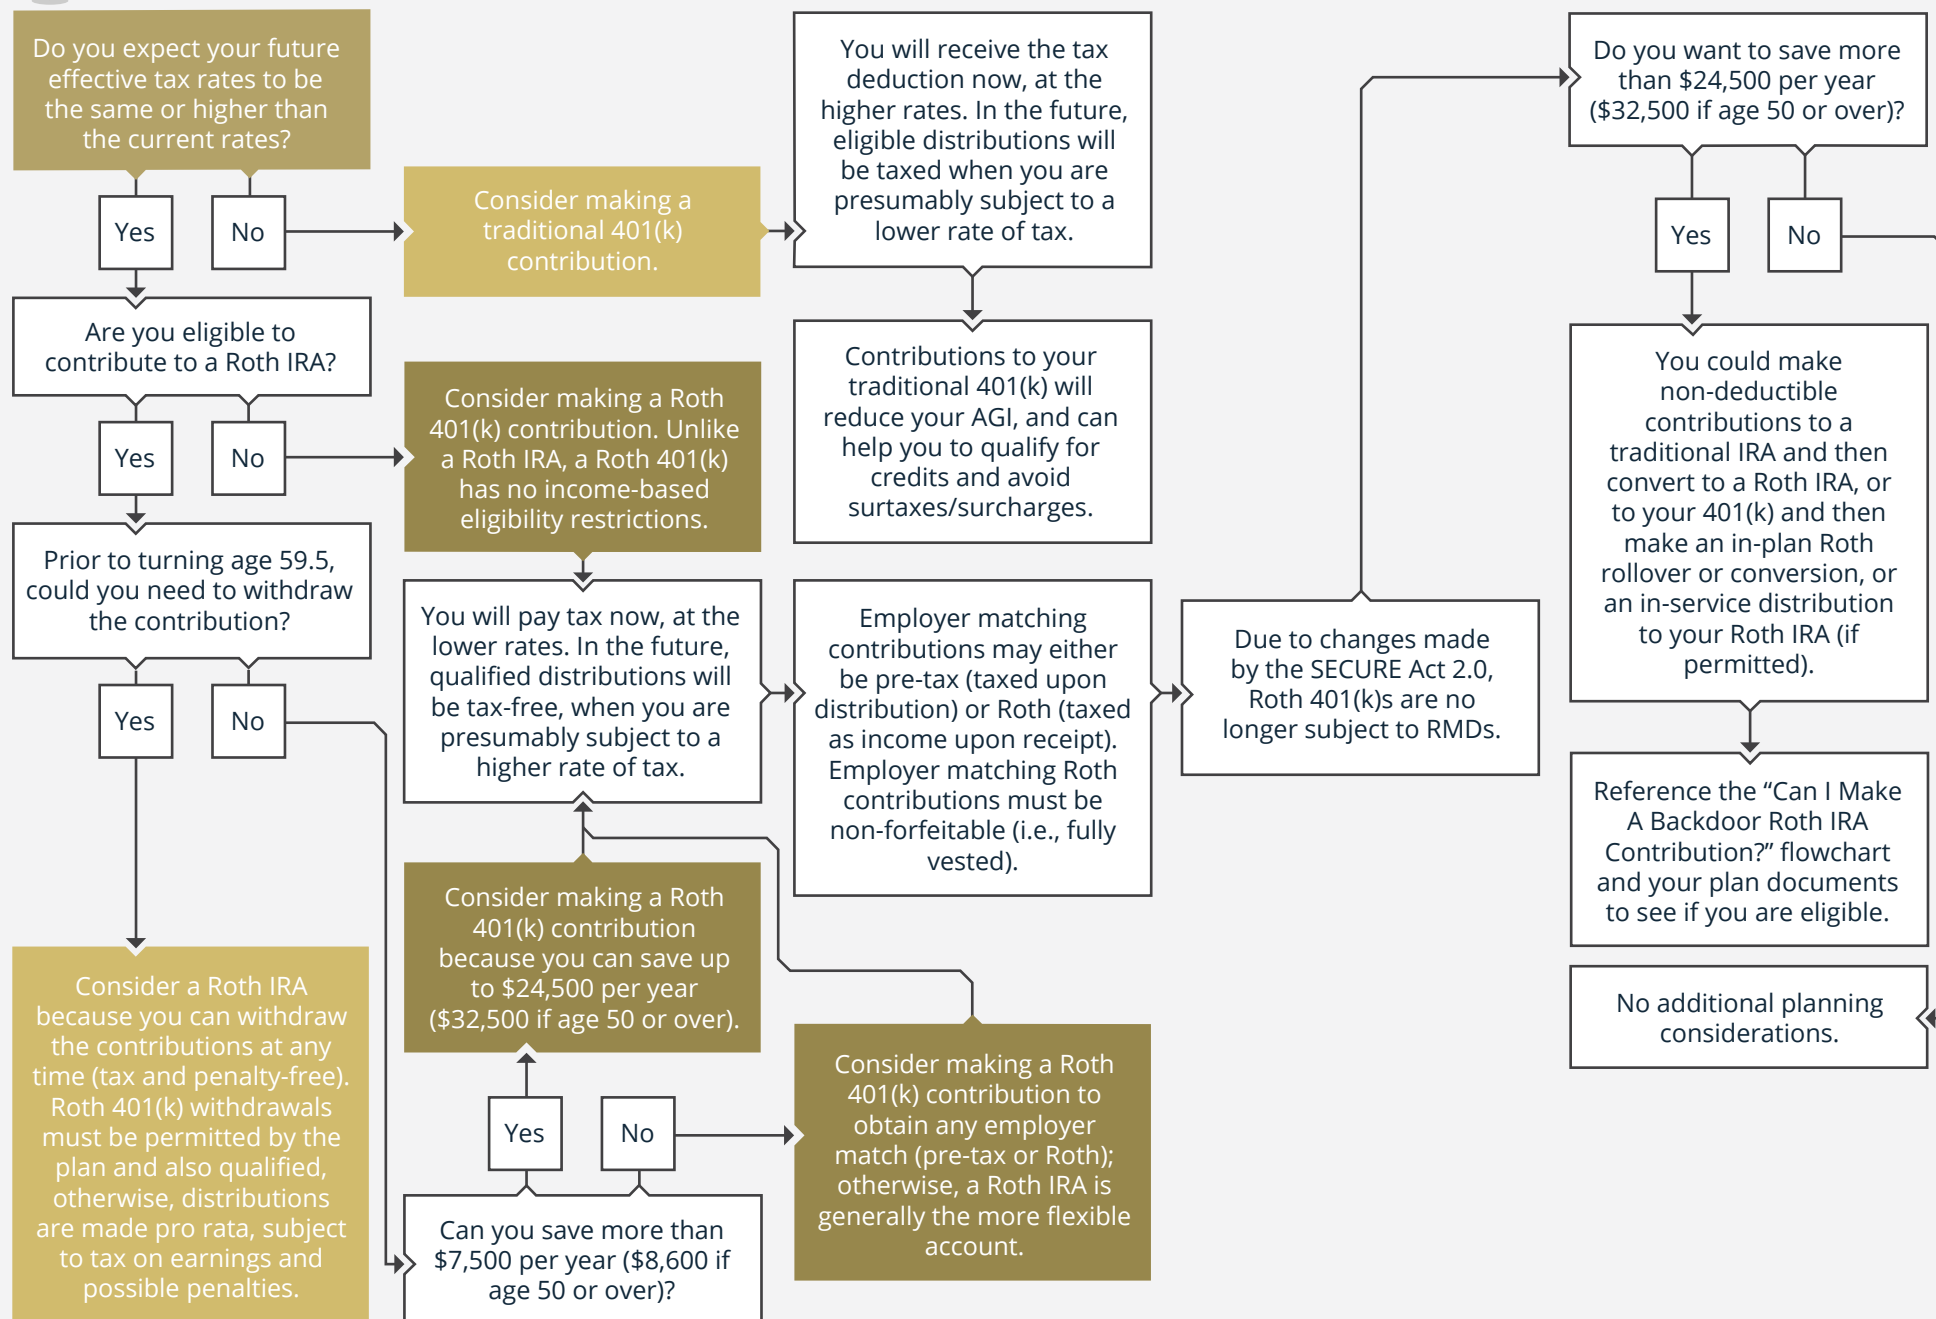 Do you expect your future
effective tax rates to be
the same or higher than
the current rates?
Yes
No
Are you eligible to
contribute to a Roth IRA?
Yes
No
Prior to turning age 59.5,
could you need to withdraw
the contribution?
Yes
No
Consider a Roth IRA
because you can withdraw
the contributions at any
time (tax and penalty-free).
Roth 401(k) withdrawals
must be permitted by the
plan and also qualified,
otherwise, distributions
are made pro rata, subject
to tax on earnings and
possible penalties.
Consider making a
traditional 401(k)
contribution.
Consider making a Roth
401(k) contribution. Unlike
a Roth IRA, a Roth 401(k)
has no income-based
eligibility restrictions.
You will pay tax now, at the
lower rates. In the future,
qualified distributions will
be tax-free, when you are
presumably subject to a
higher rate of tax.
Consider making a Roth
401(k) contribution
because you can save up
to $24,500 per year
($32,500 if age 50 or over).
Yes
No
Can you save more than
$7,500 per year ($8,600 if
age 50 or over)?
You will receive the tax
deduction now, at the
higher rates. In the future,
eligible distributions will
be taxed when you are
presumably subject to a
lower rate of tax.
Contributions to your
traditional 401(k) will
reduce your AGI, and can
help you to qualify for
credits and avoid
surtaxes/surcharges.
Employer matching
contributions may either
be pre-tax (taxed upon
distribution) or Roth (taxed
as income upon receipt).
Employer matching Roth
contributions must be
non-forfeitable (i.e., fully
vested).
Consider making a Roth
401(k) contribution to
obtain any employer
match (pre-tax or Roth);
otherwise, a Roth IRA is
generally the more flexible
account.
Due to changes made
by the SECURE Act 2.0,
Roth 401(k)s are no
longer subject to RMDs.
Do you want to save more
than $24,500 per year
($32,500 if age 50 or over)?
Yes
No
You could make
non-deductible
contributions to a
traditional IRA and then
convert to a Roth IRA, or
to your 401(k) and then
make an in-plan Roth
rollover or conversion, or
an in-service distribution
to your Roth IRA (if
permitted).
Reference the “Can I Make
A Backdoor Roth IRA
Contribution?” flowchart
and your plan documents
to see if you are eligible.
No additional planning
considerations.